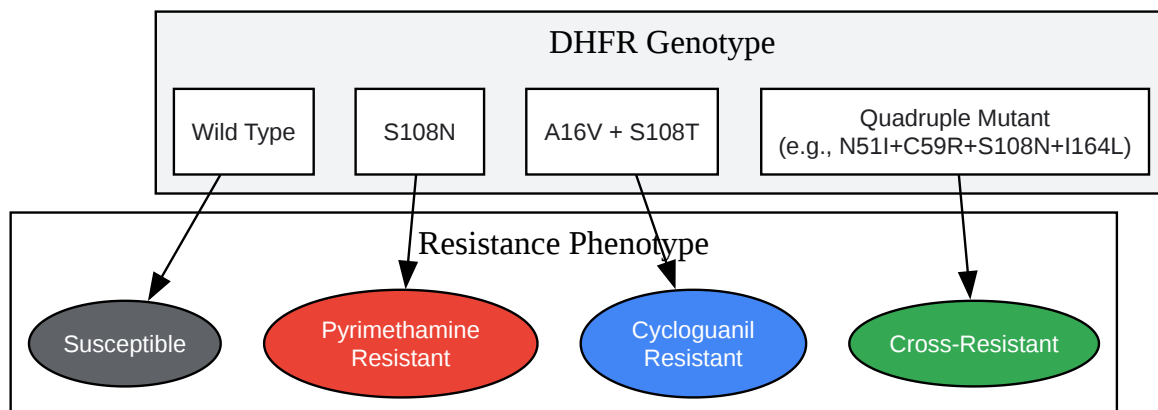 DHFR Genotype
Wild Type
S108N
A16V + S108T
Quadruple Mutant
(e.g., N51I+C59R+S108N+I164L)
Resistance Phenotype
Susceptible
Pyrimethamine
Resistant
Cycloguanil
Resistant
Cross-Resistant